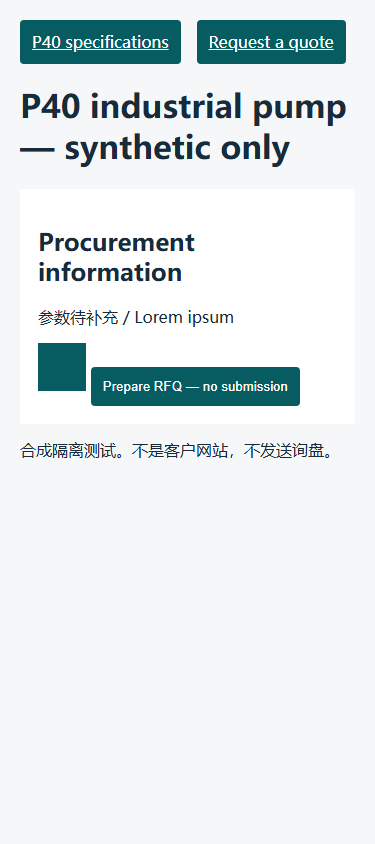 P40 specifications
Request a quote
P40 industrial pump
— synthetic only
Procurement
information
参数待补充 / Lorem ipsum
Prepare RFQ — no submission
合成隔离测试。不是客户网站，不发送询盘。